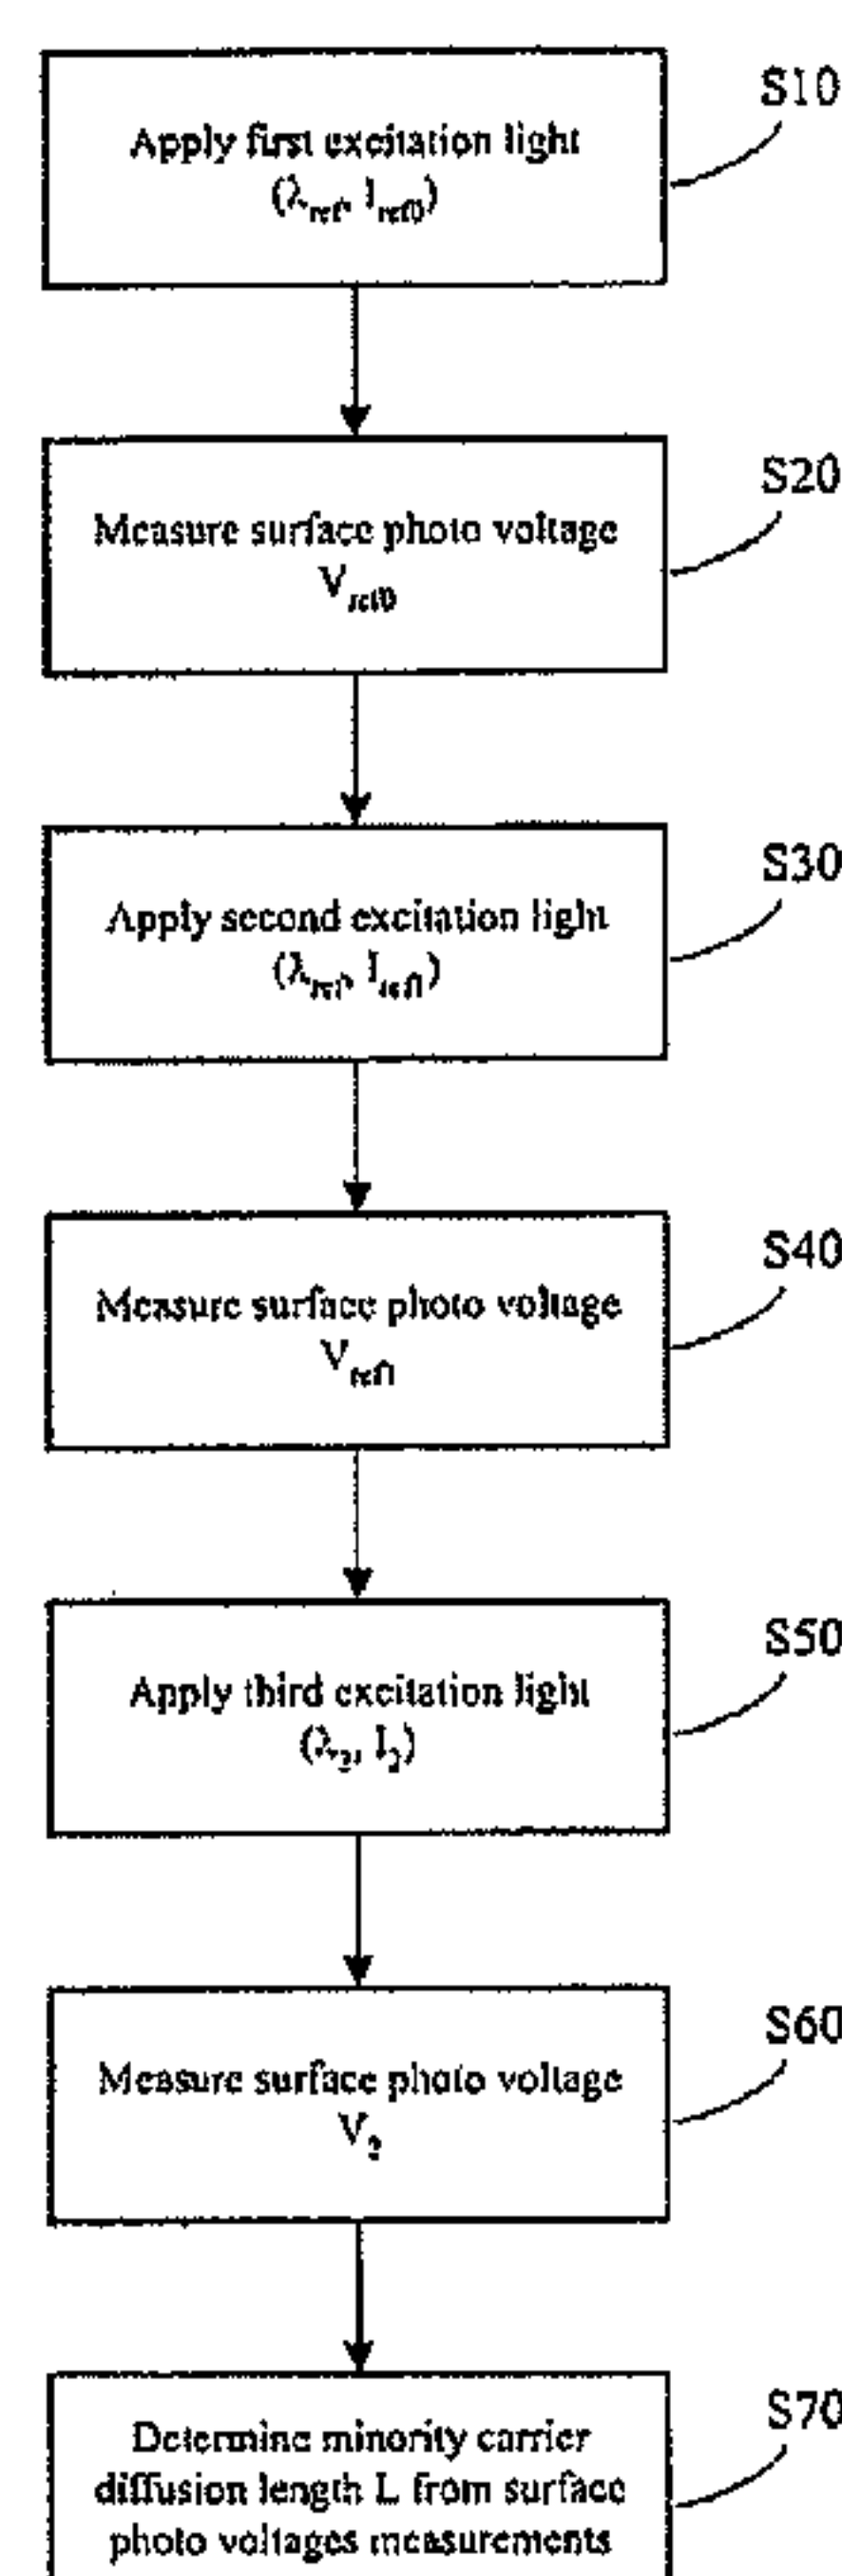 S10
Apply first excitation light
(λref, Iref0)
S20
Measure surface photo voltage
Vref0
S30
Apply second excitation light
(λref, Iref1)
S40
Measure surface photo voltage
Vref1
S50
Apply third excitation light
(λ2, I2)
S60
Measure surface photo voltage
V2
S70
Determine minority carrier
diffusion length L from surface
photo voltages measurements